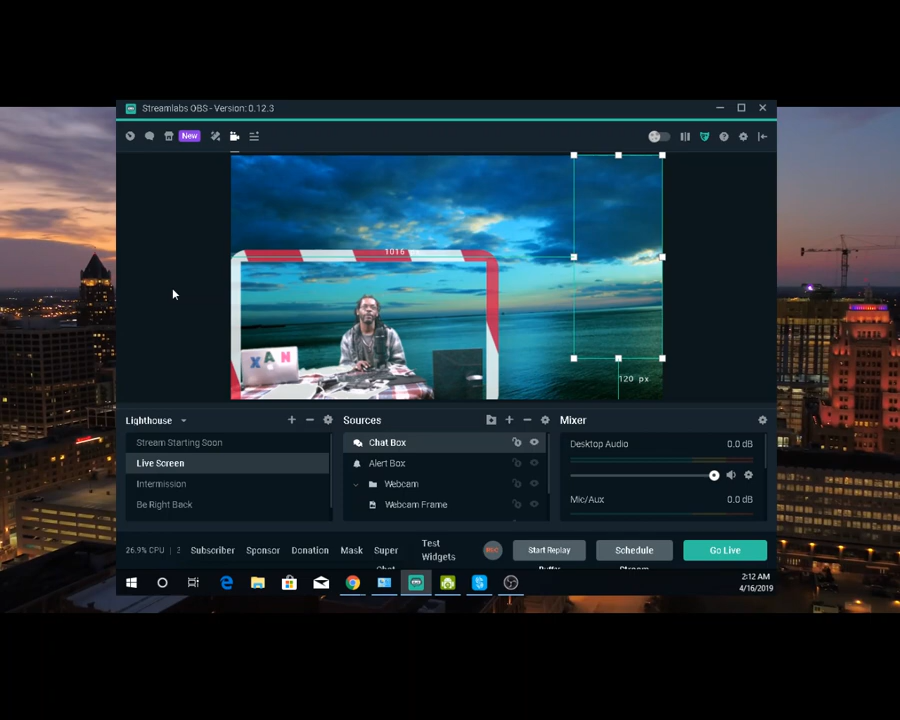 Streamlabs OBS - Version: 0.12.3
New
1016
XAN
120 px
Lighthouse
Stream Starting Soon
Live Screen
Intermission
Be Right Back
Sources
Chat Box
Alert Box
Webcam
Webcam Frame
Mixer
Desktop Audio 0.0 dB
Mic/Aux 0.0 dB
26.9% CPU
Subscriber
Sponsor
Donation
Mask
Super
Test
Widgets
REC
Start Replay
Schedule
Stream
Go Live
2:12 AM
4/16/2019